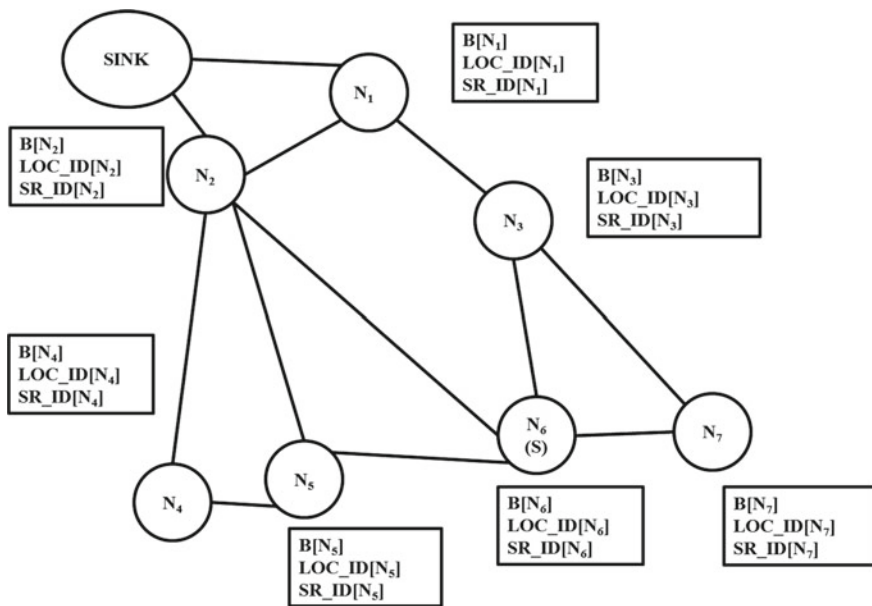 SINK
N₁
B[N₁]
LOC_ID[N₁]
SR_ID[N₁]
B[N₂]
LOC_ID[N₂]
SR_ID[N₂]
N₂
N₃
B[N₃]
LOC_ID[N₃]
SR_ID[N₃]
B[N₄]
LOC_ID[N₄]
SR_ID[N₄]
N₄
N₅
N₆
(S)
N₇
B[N₅]
LOC_ID[N₅]
SR_ID[N₅]
B[N₆]
LOC_ID[N₆]
SR_ID[N₆]
B[N₇]
LOC_ID[N₇]
SR_ID[N₇]